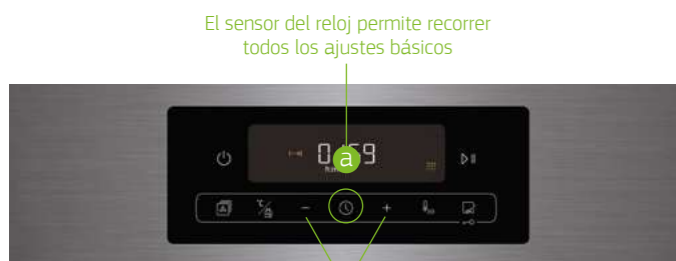 El sensor del reloj permite recorrer
todos los ajustes básicos
a